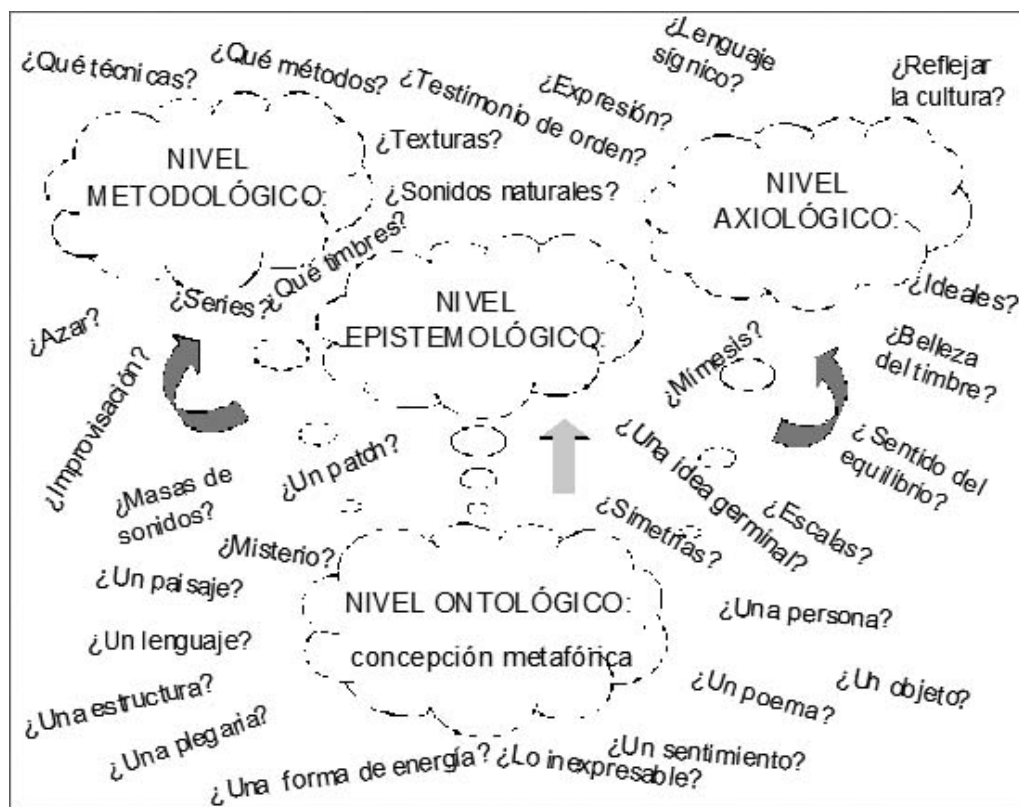 ¿Qué técnicas?
¿Qué métodos?
¿Testimonio de orden?
¿Expresión?
¿Lenguaje
sígnico?
¿Reflejar
la cultura?
NIVEL
METODOLÓGICO:
¿Texturas?
¿Sonidos naturales?
NIVEL
AXIOLÓGICO:
¿Qué timbres?
¿Series?
¿Azar?
NIVEL
EPISTEMOLÓGICO:
¿Ideales?
¿Mímesis?
¿Belleza
del timbre?
¿Improvisación?
¿Un patch?
¿Una idea germinal?
¿Sentido del
equilibrio?
¿Masas de
sonidos?
¿Simetrías?
¿Escalas?
¿Misterio?
¿Un paisaje?
NIVEL ONTOLÓGICO:
concepción metafórica
¿Una persona?
¿Un lenguaje?
¿Una estructura?
¿Un poema?
¿Un objeto?
¿Una plegaria?
¿Una forma de energía?
¿Lo inexpresable?
¿Un sentimiento?